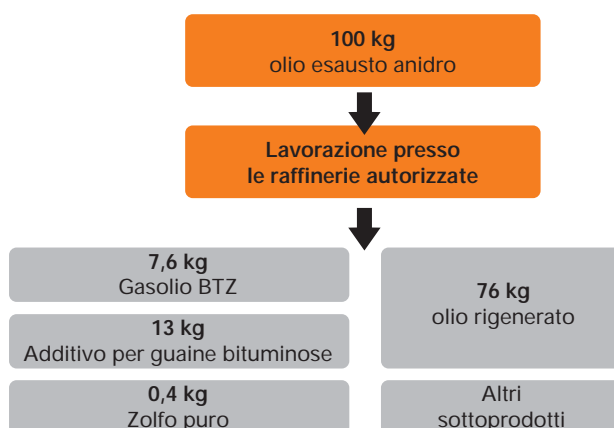 100 kg
olio esausto anidro
Lavorazione presso
le raffinerie autorizzate
7,6 kg
Gasolio BTZ
13 kg
Additivo per guaine bituminose
0,4 kg
Zolfo puro
76 kg
olio rigenerato
Altri
sottoprodotti